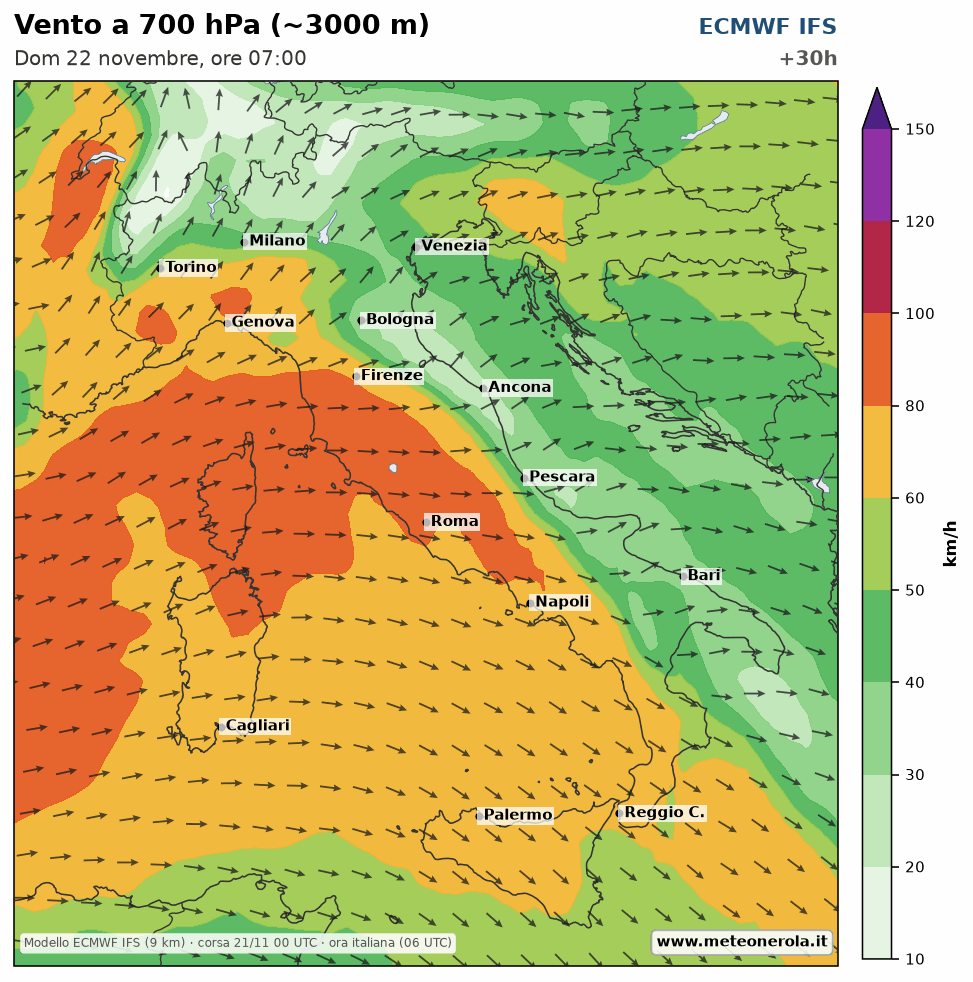 Vento a 700 hPa (~3000 m)
ECMWF IFS
Dom 22 novembre, ore 07:00
+30h
Milano
Venezia
Torino
Genova
Bologna
Firenze
Ancona
Pescara
Roma
Bari
Napoli
Cagliari
Palermo
Reggio C.
150
120
100
80
60
50
40
30
20
10
km/h
Modello ECMWF IFS (9 km) · corsa 21/11 00 UTC · ora italiana (06 UTC)
www.meteonerola.it